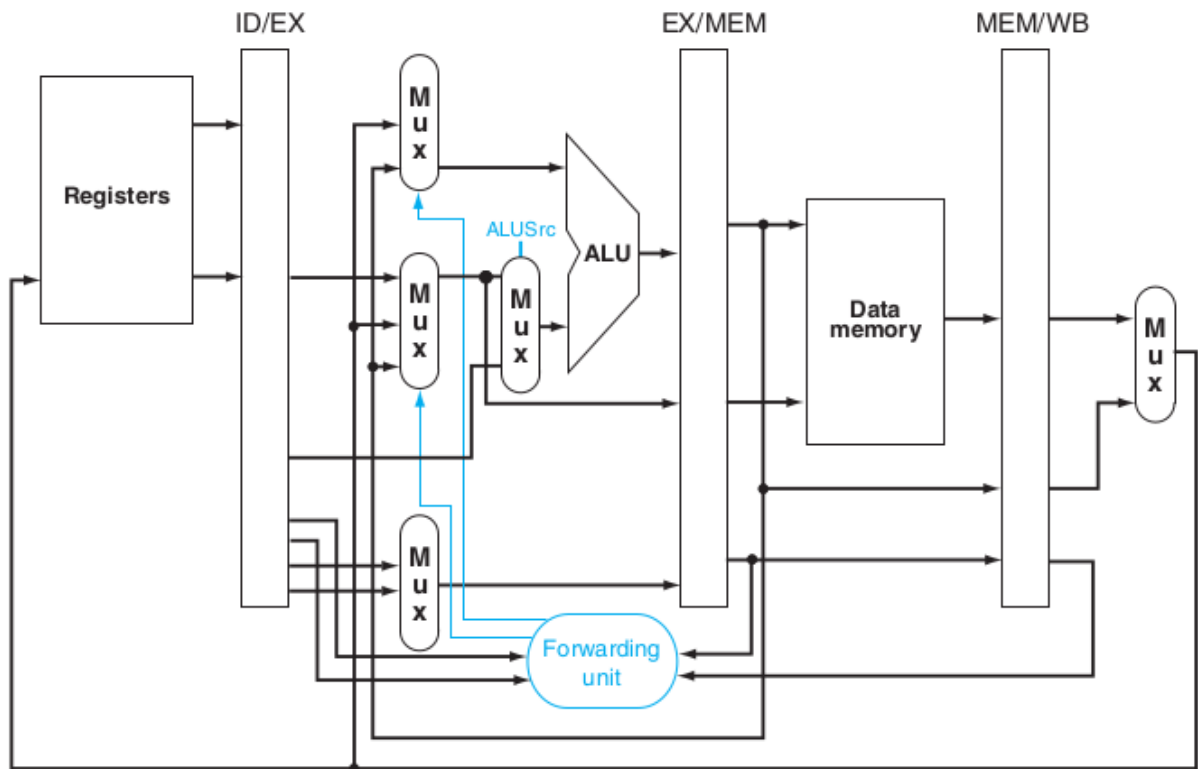 ID/EX
EX/MEM
MEM/WB
M
u
x
Registers
ALUSrc
ALU
M
u
x
M
u
x
Data
memory
M
u
x
M
u
x
Forwarding
unit